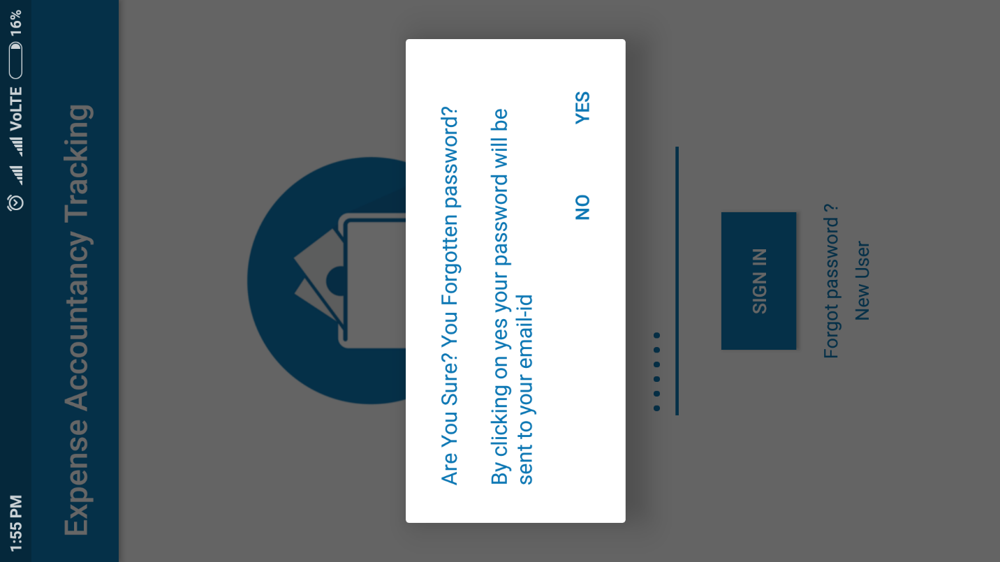 1:55 PM
VoLTE
16%
Expense Accountancy Tracking
Are You Sure? You Forgotten password?
By clicking on yes your password will be
sent to your email-id
NO
YES
SIGN IN
Forgot password ?
New User